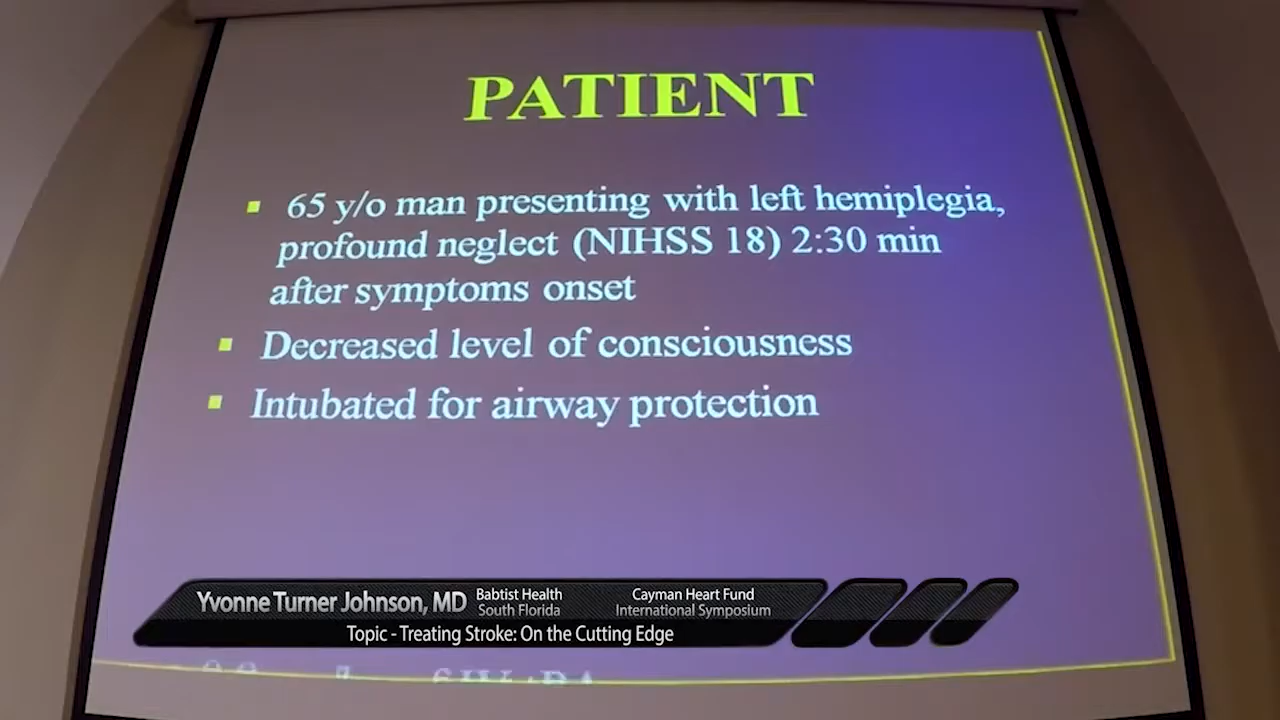 PATIENT
65 y/o man presenting with left hemiplegia,
profound neglect (NIHSS 18) 2:30 min
after symptoms onset
Decreased level of consciousness
Intubated for airway protection
Yvonne Turner Johnson, MD
Babtist Health
South Florida
Cayman Heart Fund
International Symposium
Topic - Treating Stroke: On the Cutting Edge